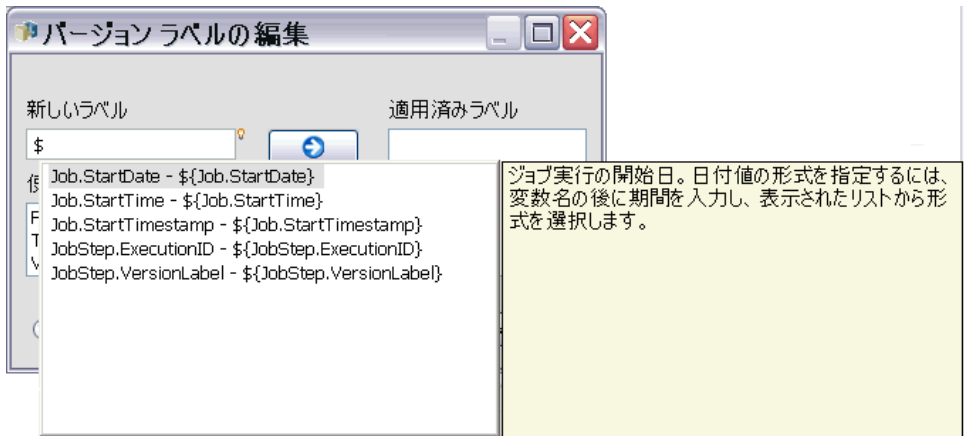 バージョン ラベルの編集
新しいラベル
適用済みラベル
$
Job.StartDate - ${Job.StartDate}
Job.StartTime - ${Job.StartTime}
Job.StartTimestamp - ${Job.StartTimestamp}
JobStep.ExecutionID - ${JobStep.ExecutionID}
JobStep.VersionLabel - ${JobStep.VersionLabel}
ジョブ実行の開始日。日付値の形式を指定するには、
変数名の後に期間を入力し、表示されたリストから形
式を選択します。